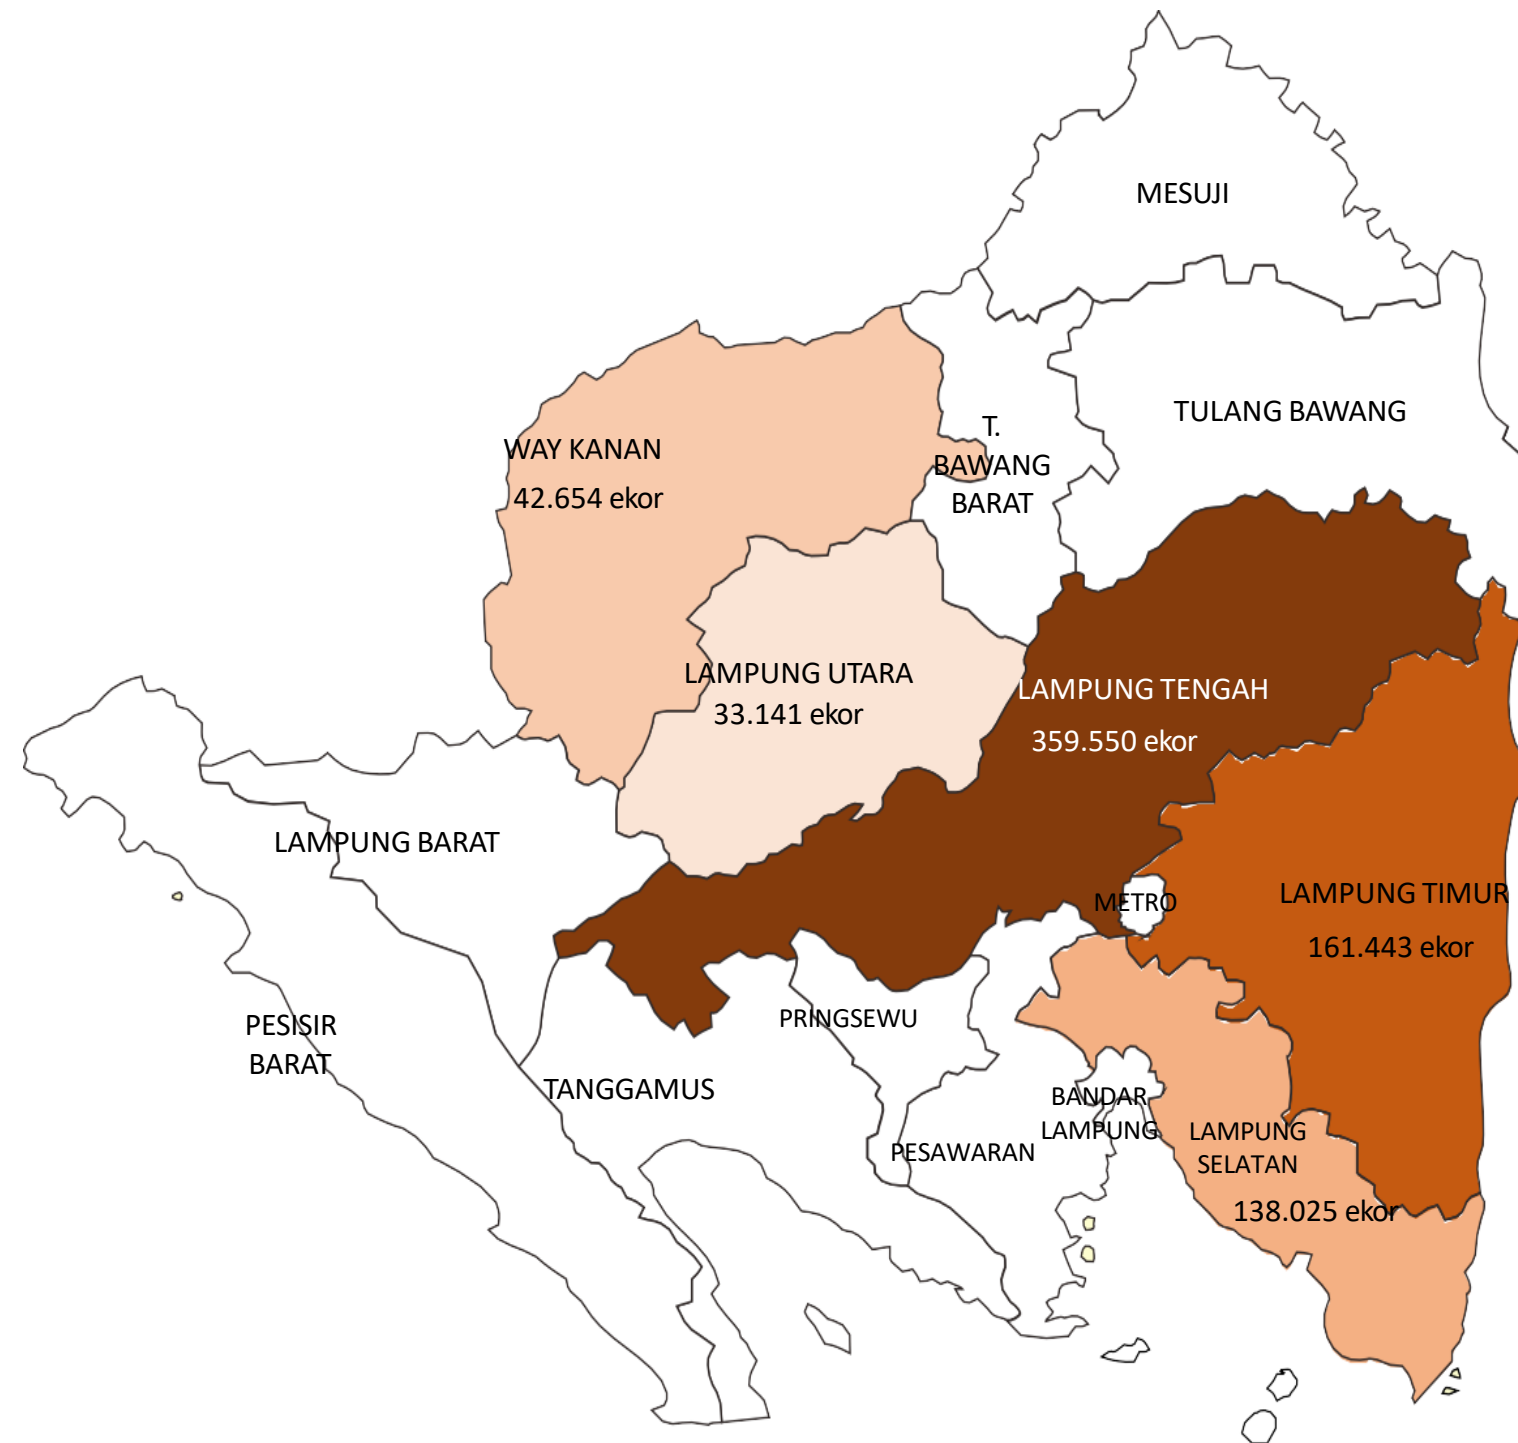 MESUJI
TULANG BAWANG
T.
BAWANG
BARAT
WAY KANAN
42.654 ekor
LAMPUNG UTARA
33.141 ekor
LAMPUNG TENGAH
359.550 ekor
LAMPUNG BARAT
METRO
LAMPUNG TIMUR
161.443 ekor
PESISIR
BARAT
PRINGSEWU
TANGGAMUS
BANDAR
LAMPUNG
PESAWARAN
LAMPUNG
SELATAN
138.025 ekor